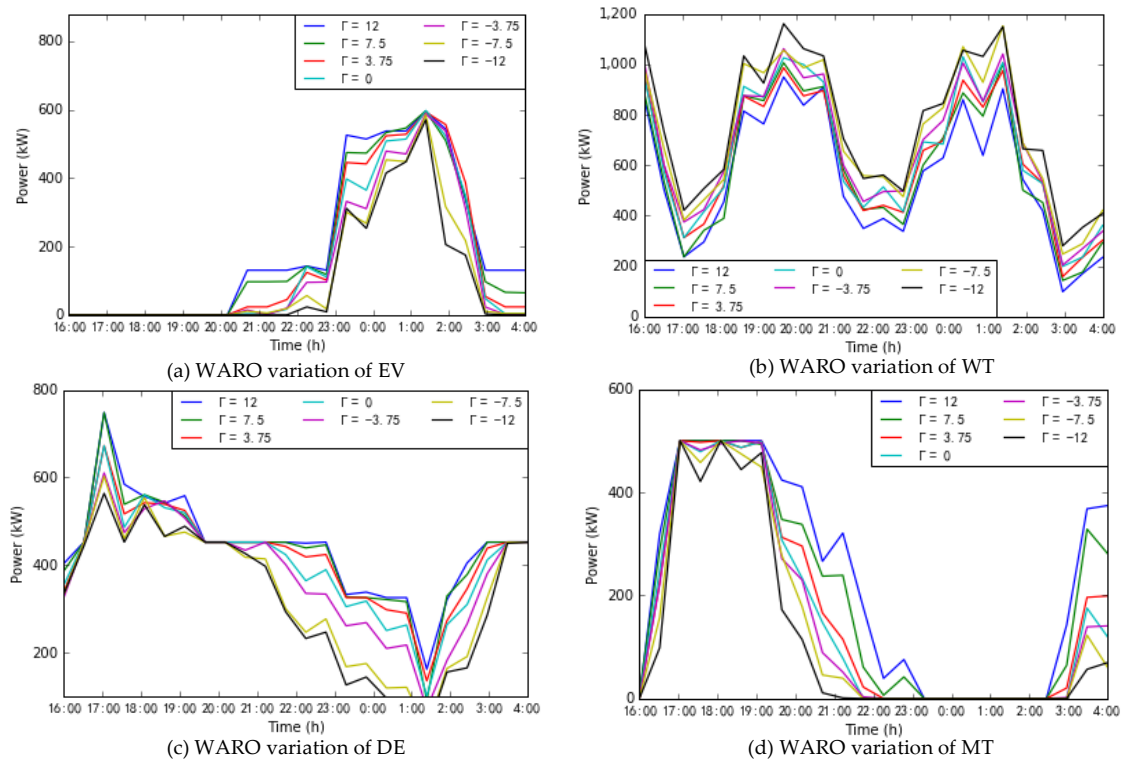 800
600
400
200
0
Power (kW)
Γ = 12
Γ = 7.5
Γ = 3.75
Γ = 0
Γ = −3.75
Γ = −7.5
Γ = −12
16:00 17:00 18:00 19:00 20:00 21:00 22:00 23:00 0:00 1:00 2:00 3:00 4:00
Time (h)
(a) WARO variation of EV
1,200
1,000
800
600
400
200
0
Power (kW)
Γ = 12
Γ = 7.5
Γ = 3.75
Γ = 0
Γ = −3.75
Γ = −7.5
Γ = −12
16:00 17:00 18:00 19:00 20:00 21:00 22:00 23:00 0:00 1:00 2:00 3:00 4:00
Time (h)
(b) WARO variation of WT
800
600
400
200
Power (kW)
Γ = 12
Γ = 7.5
Γ = 3.75
Γ = 0
Γ = −3.75
Γ = −7.5
Γ = −12
16:00 17:00 18:00 19:00 20:00 21:00 22:00 23:00 0:00 1:00 2:00 3:00 4:00
Time (h)
(c) WARO variation of DE
600
400
200
0
Power (kW)
Γ = 12
Γ = 7.5
Γ = 3.75
Γ = 0
Γ = −3.75
Γ = −7.5
Γ = −12
16:00 17:00 18:00 19:00 20:00 21:00 22:00 23:00 0:00 1:00 2:00 3:00 4:00
Time (h)
(d) WARO variation of MT